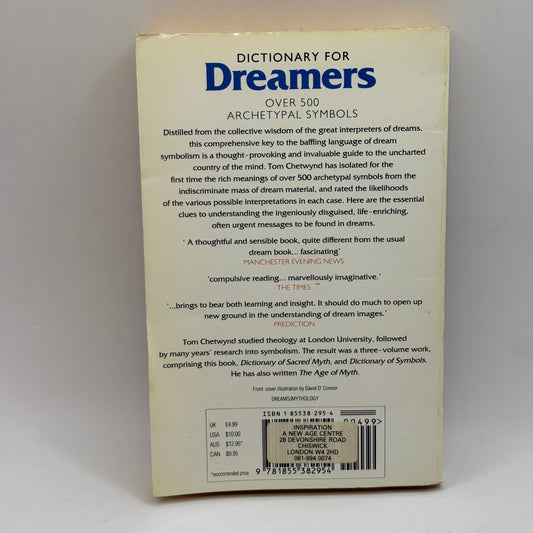 DICTIONARY FOR
Dreamers
OVER 500
ARCHETYPAL SYMBOLS
Distilled from the collective wisdom of the great interpreters of dreams,
this comprehensive key to the baffling language of dream
symbolism is a thought-provoking and invaluable guide to the uncharted
country of the mind. Tom Chetwynd has isolated for the
first time the rich meanings of over 500 archetypal symbols from the
indiscriminate mass of dream material, and rated the likelihoods
of the various possible interpretations in each case. Here are the essential
clues to understanding the ingeniously disguised, life-enriching,
often urgent messages to be found in dreams.
‘A thoughtful and sensible book, quite different from the usual
dream book... fascinating’
MANCHESTER EVENING NEWS
‘compulsive reading... marvellously imaginative.’
THE TIMES
‘...brings to bear both learning and insight. It should do much to open up
new ground in the understanding of dream images.’
PREDICTION
Tom Chetwynd studied theology at London University, followed
by many years' research into symbolism. The result was a three-volume work,
comprising this book, Dictionary of Sacred Myth, and Dictionary of Symbols.
He has also written The Age of Myth.
Front cover illustration by David O' Connor
DREAMS/MYTHOLOGY
ISBN 1-85538-295-4
UK £4.99
USA $10.00
AUS $12.95*
CAN $9.95
*recommended price
00499>
INSPIRATION
A NEW AGE CENTRE
28 DEVONSHIRE ROAD
CHISWICK
LONDON W4 2HD
081-994 0074
9 781855 382954